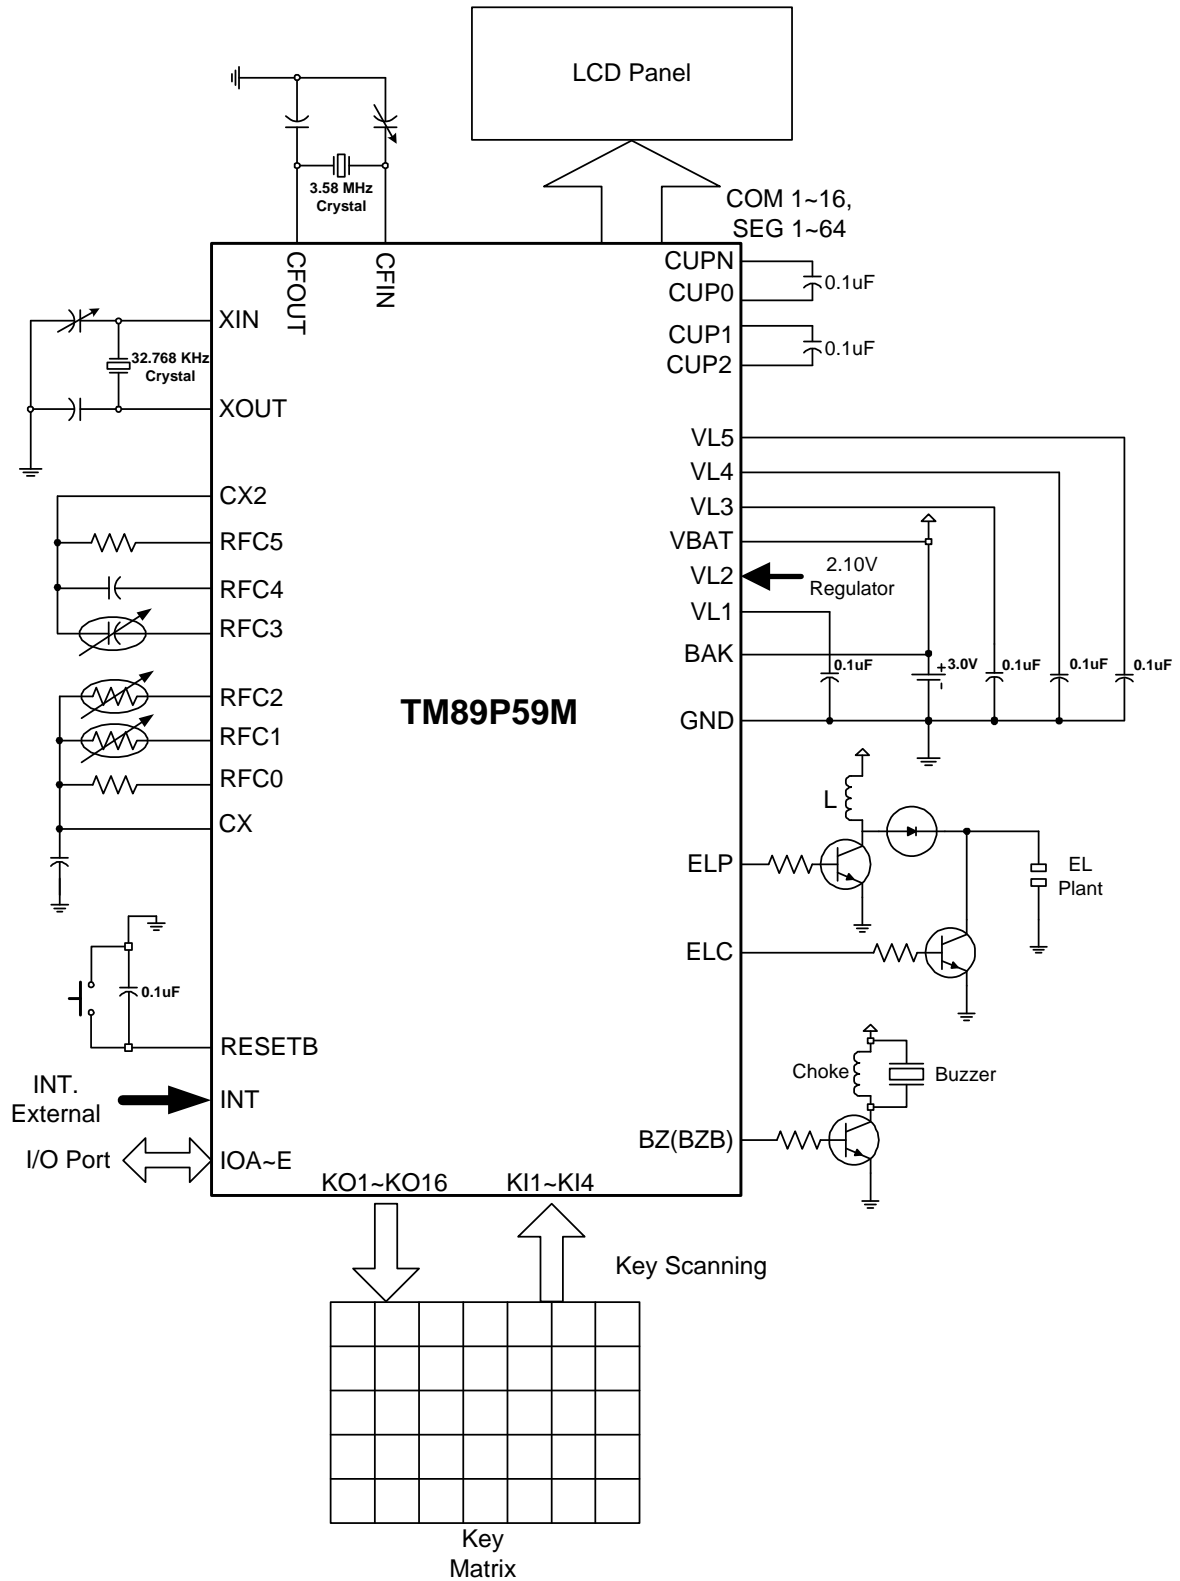 LCD Panel
3.58 MHz
Crystal
COM 1~16,
SEG 1~64
CFOUT
CFIN
CUPN
0.1uF
CUP0
XIN
32.768 KHz
Crystal
CUP1
0.1uF
CUP2
XOUT
VL5
VL4
CX2
VL3
RFC5
VBAT
VL2
2.10V
Regulator
RFC4
VL1
RFC3
BAK
0.1uF
+
3.0V
-
0.1uF
0.1uF
0.1uF
RFC2
TM89P59M
GND
RFC1
RFC0
L
CX
ELP
EL
Plant
ELC
0.1uF
RESETB
Choke
Buzzer
INT.
External
INT
BZ(BZB)
I/O Port
IOA~E
KO1~KO16
KI1~KI4
Key Scanning
Key
Matrix